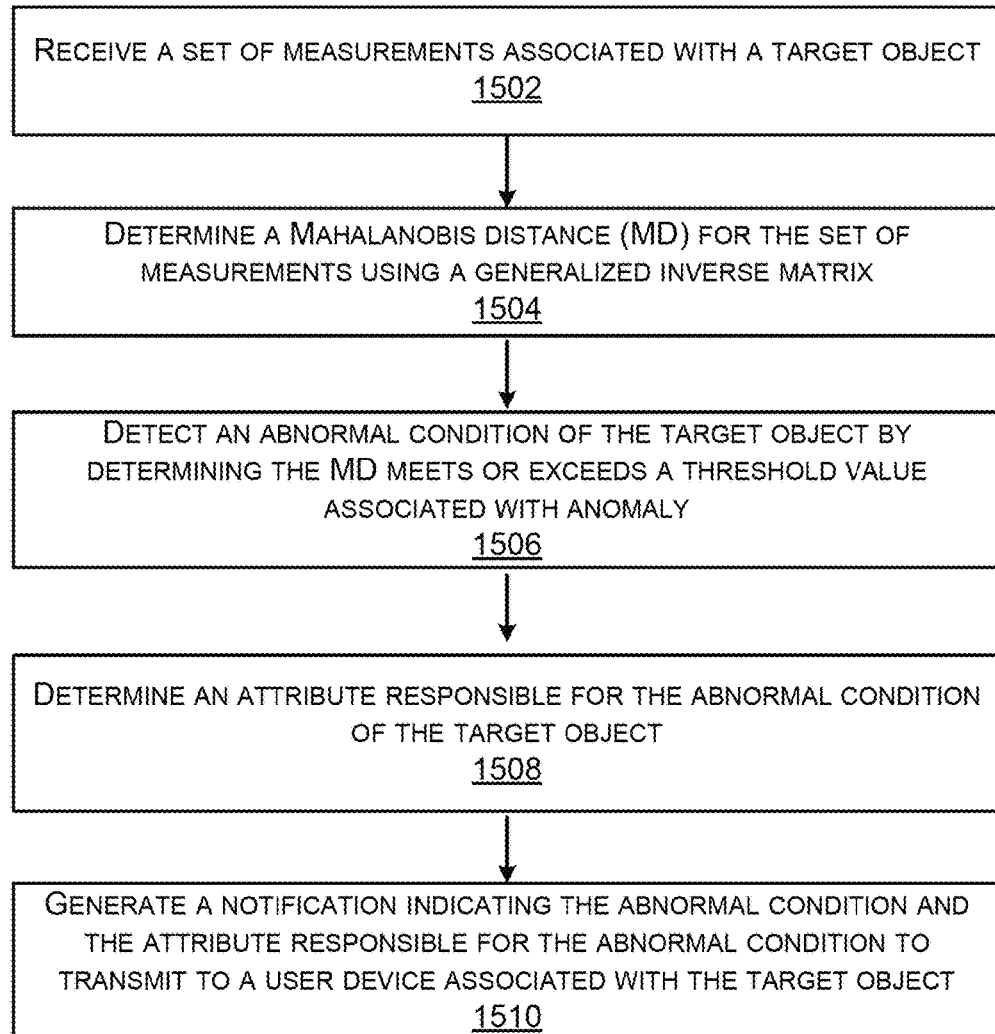 RECEIVE A SET OF MEASUREMENTS ASSOCIATED WITH A TARGET OBJECT
1502
DETERMINE A MAHALANOBIS DISTANCE (MD) FOR THE SET OF
MEASUREMENTS USING A GENERALIZED INVERSE MATRIX
1504
DETECT AN ABNORMAL CONDITION OF THE TARGET OBJECT BY
DETERMINING THE MD MEETS OR EXCEEDS A THRESHOLD VALUE
ASSOCIATED WITH ANOMALY
1506
DETERMINE AN ATTRIBUTE RESPONSIBLE FOR THE ABNORMAL CONDITION
OF THE TARGET OBJECT
1508
GENERATE A NOTIFICATION INDICATING THE ABNORMAL CONDITION AND
THE ATTRIBUTE RESPONSIBLE FOR THE ABNORMAL CONDITION TO
TRANSMIT TO A USER DEVICE ASSOCIATED WITH THE TARGET OBJECT
1510